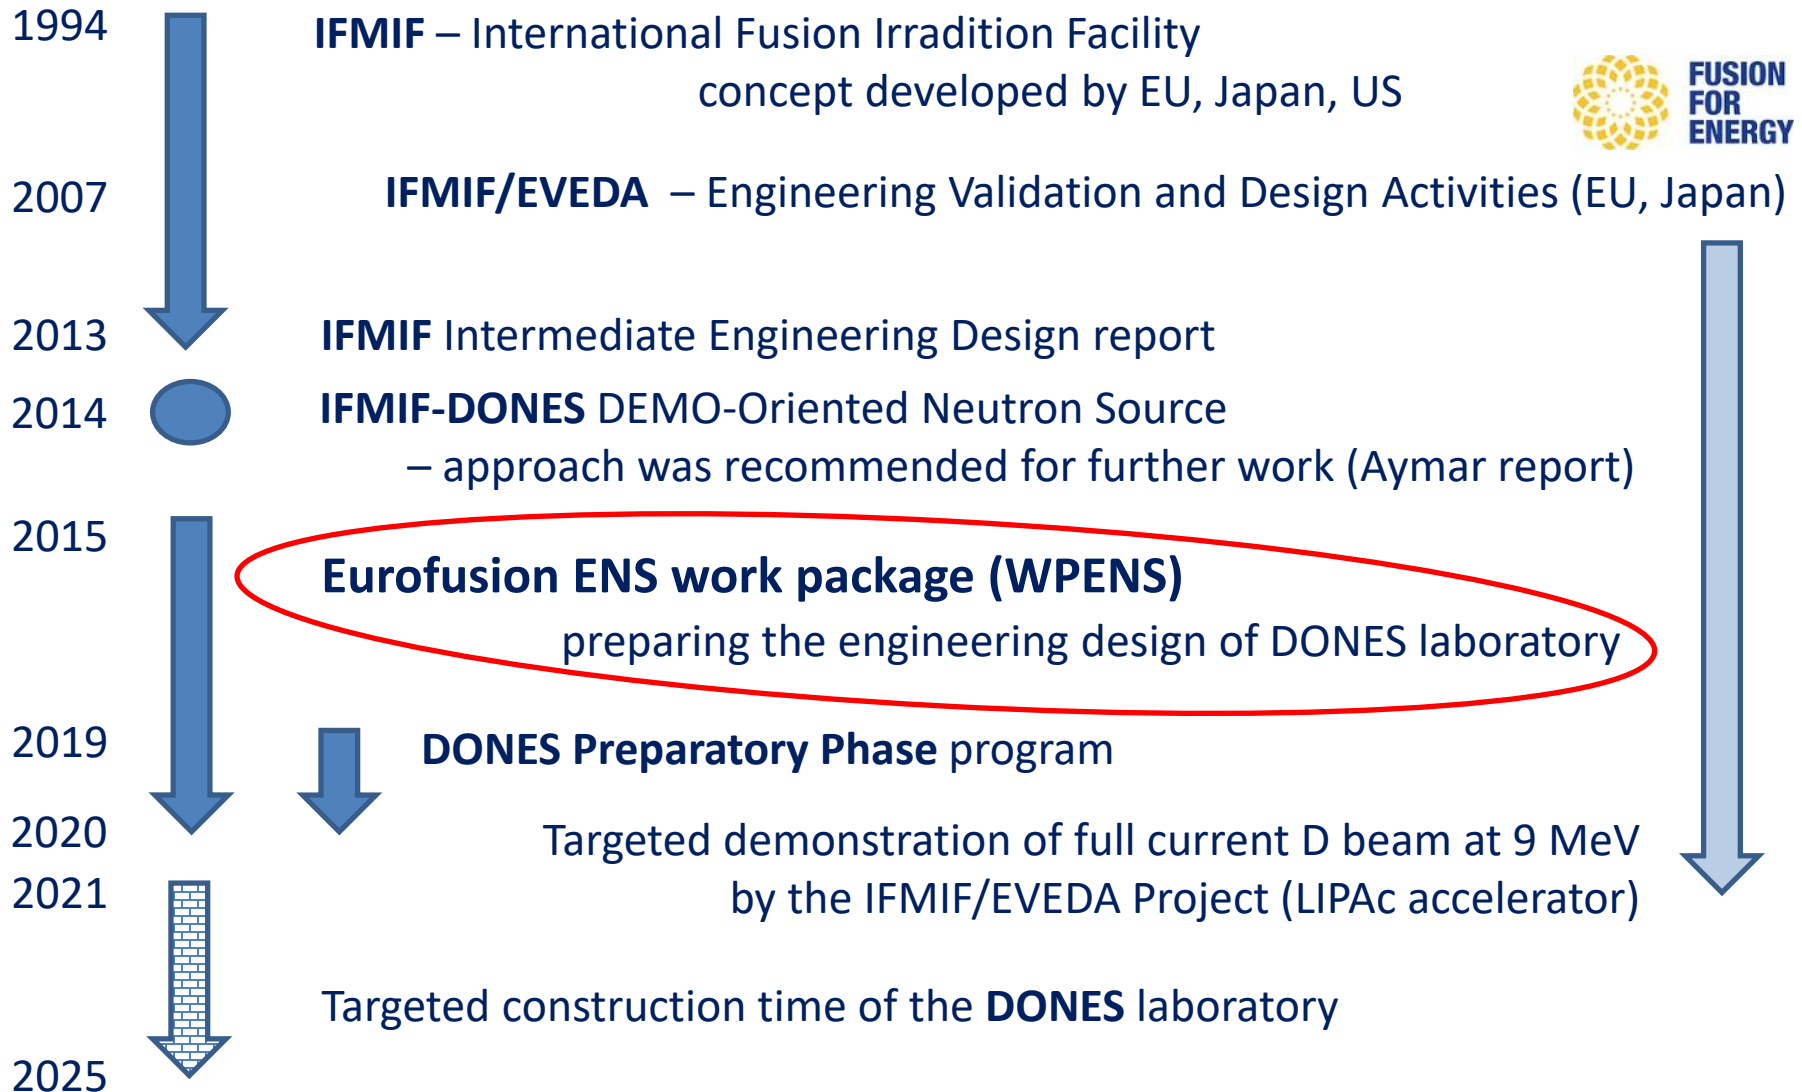 1994
IFMIF – International Fusion Irradition Facility
concept developed by EU, Japan, US
FUSION
FOR
ENERGY
2007
IFMIF/EVEDA – Engineering Validation and Design Activities (EU, Japan)
2013
IFMIF Intermediate Engineering Design report
2014
IFMIF-DONES DEMO-Oriented Neutron Source
– approach was recommended for further work (Aymar report)
2015
Eurofusion ENS work package (WPENS)
preparing the engineering design of DONES laboratory
2019
DONES Preparatory Phase program
2020
Targeted demonstration of full current D beam at 9 MeV
2021
by the IFMIF/EVEDA Project (LIPAc accelerator)
Targeted construction time of the DONES laboratory
2025